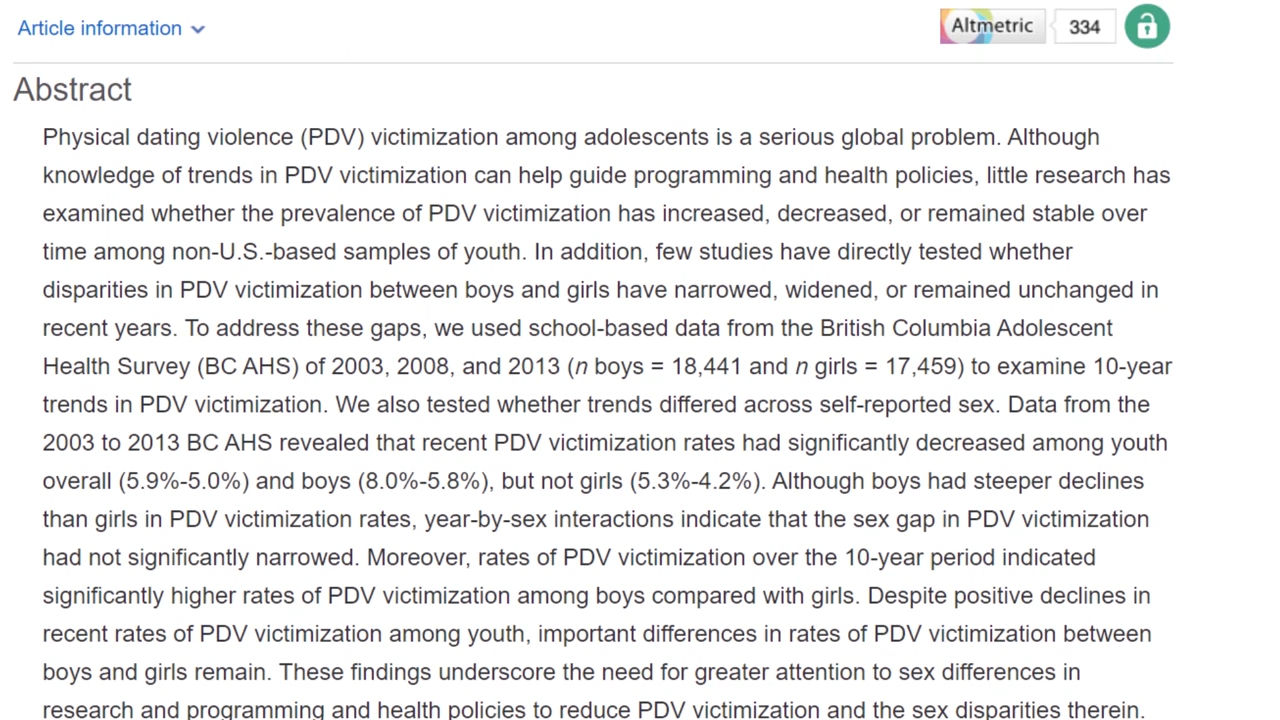 Article information
Altmetric 334
Abstract
Physical dating violence (PDV) victimization among adolescents is a serious global problem. Although
knowledge of trends in PDV victimization can help guide programming and health policies, little research has
examined whether the prevalence of PDV victimization has increased, decreased, or remained stable over
time among non-U.S.-based samples of youth. In addition, few studies have directly tested whether
disparities in PDV victimization between boys and girls have narrowed, widened, or remained unchanged in
recent years. To address these gaps, we used school-based data from the British Columbia Adolescent
Health Survey (BC AHS) of 2003, 2008, and 2013 (n boys = 18,441 and n girls = 17,459) to examine 10-year
trends in PDV victimization. We also tested whether trends differed across self-reported sex. Data from the
2003 to 2013 BC AHS revealed that recent PDV victimization rates had significantly decreased among youth
overall (5.9%-5.0%) and boys (8.0%-5.8%), but not girls (5.3%-4.2%). Although boys had steeper declines
than girls in PDV victimization rates, year-by-sex interactions indicate that the sex gap in PDV victimization
had not significantly narrowed. Moreover, rates of PDV victimization over the 10-year period indicated
significantly higher rates of PDV victimization among boys compared with girls. Despite positive declines in
recent rates of PDV victimization among youth, important differences in rates of PDV victimization between
boys and girls remain. These findings underscore the need for greater attention to sex differences in
research and programming and health policies to reduce PDV victimization and the sex disparities therein.